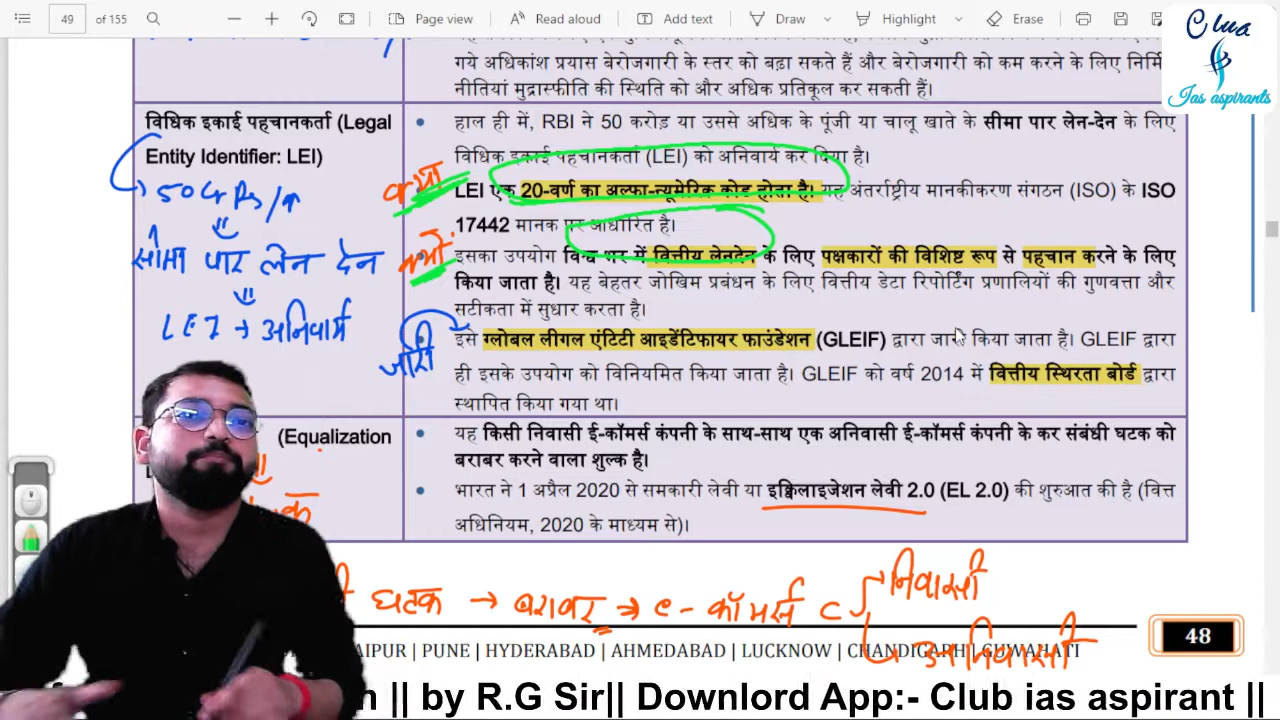 49 of 155
Page view
Read aloud
Add text
Draw
Highlight
Erase
Club
Ias aspirants
गये अधिकांश प्रयास बेरोजगारी के स्तर को बढ़ा सकते हैं और बेरोजगारी को कम करने के लिए निर्मि
नीतियां मुद्रास्फीति की स्थिति को और अधिक प्रतिकूल कर सकती हैं।
विधिक इकाई पहचानकर्ता (Legal
Entity Identifier: LEI)
50 Cr Rs/
सीमा पार लेन देन
LEI → अनिवार्य
क्या
क्यों
जारी
• हाल ही में, RBI ने 50 करोड़ या उससे अधिक के पूंजी या चालू खाते के सीमा पार लेन-देन के लिए
विधिक इकाई पहचानकर्ता (LEI) को अनिवार्य कर दिया है।
LEI एक 20-वर्ण का अल्फा-न्यूमेरिक कोड होता है। यह अंतर्राष्ट्रीय मानकीकरण संगठन (ISO) के ISO
17442 मानक पर आधारित है।
इसका उपयोग विश्व भर में वित्तीय लेनदेन के लिए पक्षकारों की विशिष्ट रूप से पहचान करने के लिए
किया जाता है। यह बेहतर जोखिम प्रबंधन के लिए वित्तीय डेटा रिपोर्टिंग प्रणालियों की गुणवत्ता और
सटीकता में सुधार करता है।
इसे ग्लोबल लीगल एंटिटी आइडेंटिफायर फाउंडेशन (GLEIF) द्वारा जारी किया जाता है। GLEIF द्वारा
ही इसके उपयोग को विनियमित किया जाता है। GLEIF को वर्ष 2014 में वित्तीय स्थिरता बोर्ड द्वारा
स्थापित किया गया था।
(Equalization
• यह किसी निवासी ई-कॉमर्स कंपनी के साथ-साथ एक अनिवासी ई-कॉमर्स कंपनी के कर संबंधी घटक को
बराबर करने वाला शुल्क है।
• भारत ने 1 अप्रैल 2020 से समकारी लेवी या इक्विलाइजेशन लेवी 2.0 (EL 2.0) की शुरुआत की है (वित्त
अधिनियम, 2020 के माध्यम से)।
घटक → बराबर → e-कॉमर्स C
निवासी
अनिवासी
AIPUR | PUNE | HYDERABAD | AHMEDABAD | LUCKNOW | CHANDIGARH | GUWAHATI
48
|| by R.G Sir|| Downlord App:- Club ias aspirant ||